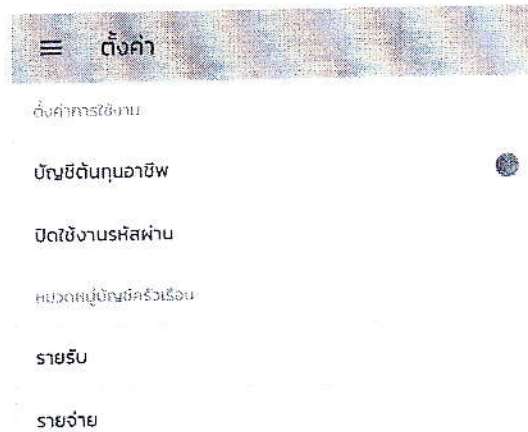 ตั้งค่า
ตั้งค่าการใช้งาน
บัญชีต้นทุนอาชีพ
ปิดใช้งานรหัสผ่าน
หมวดหมู่บัญชีครัวเรือน
รายรับ
รายจ่าย